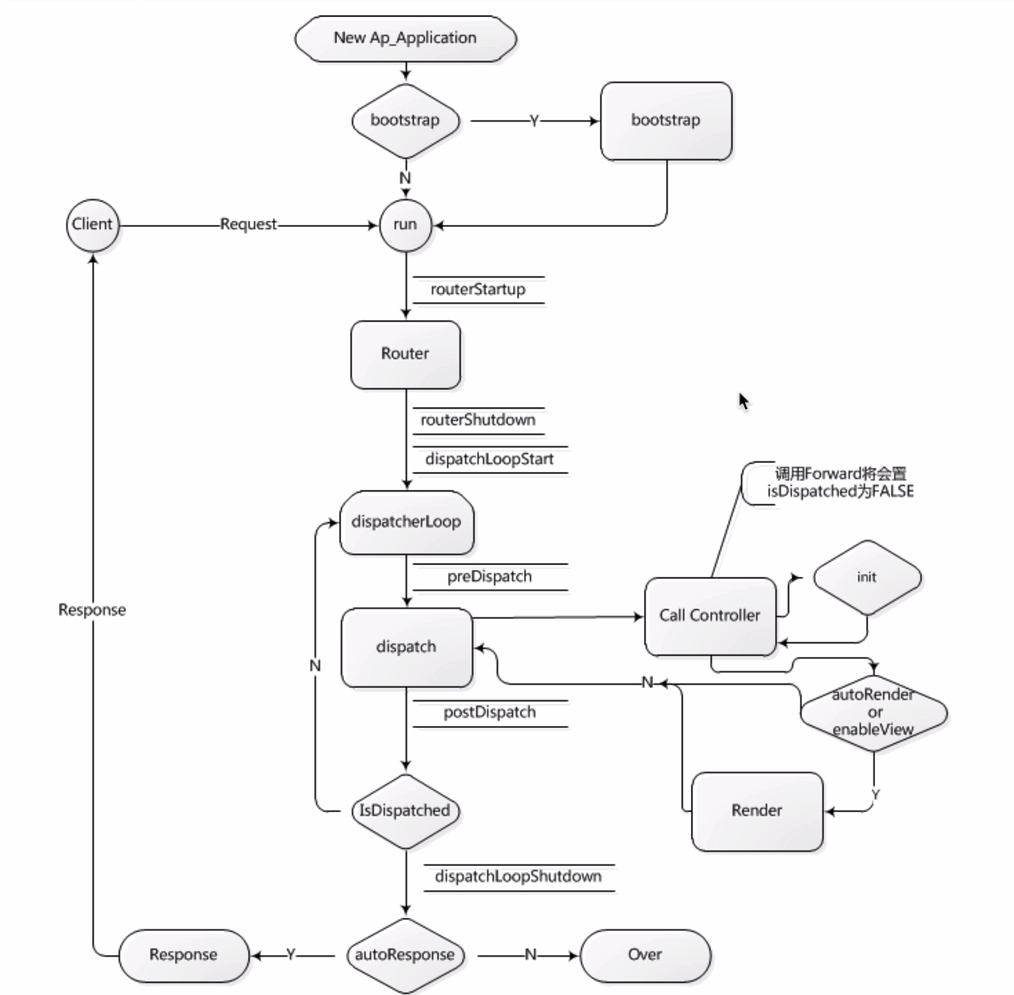 New Ap_Application
bootstrap
Y
bootstrap
N
Client
Request
run
routerStartup
Router
routerShutdown
dispatchLoopStart
调用Forward将会置
isDispatched为FALSE
dispatcherLoop
preDispatch
init
Response
Call Controller
dispatch
N
N
autoRender
or
enableView
postDispatch
Y
IsDispatched
Render
dispatchLoopShutdown
Response
Y
autoResponse
N
Over